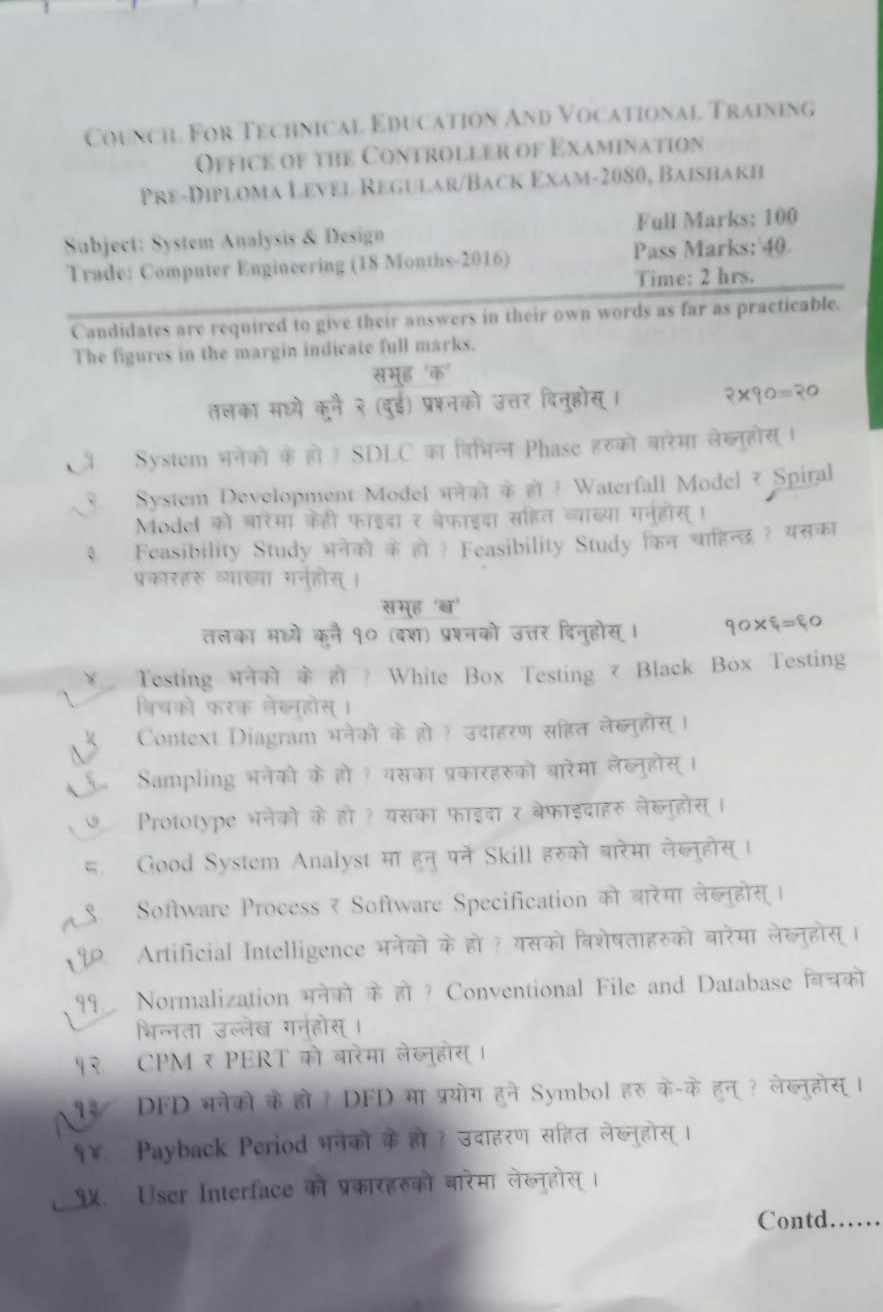 COUNCIL FOR TECHNICAL EDUCATION AND VOCATIONAL TRAINING
OFFICE OF THE CONTROLLER OF EXAMINATION
PRE-DIPLOMA LEVEL REGULAR/BACK EXAM-2080, BAISHAKH
Subject: System Analysis & Design
Full Marks: 100
Trade: Computer Engineering (18 Months-2016)
Pass Marks: 40
Time: 2 hrs.
Candidates are required to give their answers in their own words as far as practicable.
The figures in the margin indicate full marks.
समुह 'क'
तलका मध्ये कुनै २ (दुई) प्रश्नको उत्तर दिनुहोस् । २×१०=२०
१ System भनेको के हो ? SDLC का विभिन्न Phase हरुको बारेमा लेख्नुहोस् ।
२ System Development Model भनेको के हो ? Waterfall Model र Spiral
Model को बारेमा केही फाइदा र बेफाइदा सहित व्याख्या गर्नुहोस् ।
३ Feasibility Study भनेको के हो ? Feasibility Study किन चाहिन्छ ? यसका
प्रकारहरु व्याख्या गर्नुहोस् ।
समुह 'ख'
तलका मध्ये कुनै १० (दश) प्रश्नको उत्तर दिनुहोस् । १०×६=६०
४ Testing भनेको के हो ? White Box Testing र Black Box Testing
बिचको फरक लेख्नुहोस् ।
५ Context Diagram भनेको के हो ? उदाहरण सहित लेख्नुहोस् ।
६ Sampling भनेको के हो ? यसका प्रकारहरुको बारेमा लेख्नुहोस् ।
७ Prototype भनेको के हो ? यसका फाइदा र बेफाइदाहरु लेख्नुहोस् ।
८ Good System Analyst मा हुनु पर्ने Skill हरुको बारेमा लेख्नुहोस् ।
९ Software Process र Software Specification को बारेमा लेख्नुहोस् ।
१० Artificial Intelligence भनेको के हो ? यसको विशेषताहरुको बारेमा लेख्नुहोस् ।
११ Normalization भनेको के हो ? Conventional File and Database बिचको
भिन्नता उल्लेख गर्नुहोस् ।
१२ CPM र PERT को बारेमा लेख्नुहोस् ।
१३ DFD भनेको के हो ? DFD मा प्रयोग हुने Symbol हरु के-के हुन् ? लेख्नुहोस् ।
१४ Payback Period भनेको के हो ? उदाहरण सहित लेख्नुहोस् ।
१५. User Interface को प्रकारहरुको बारेमा लेख्नुहोस् ।
Contd......